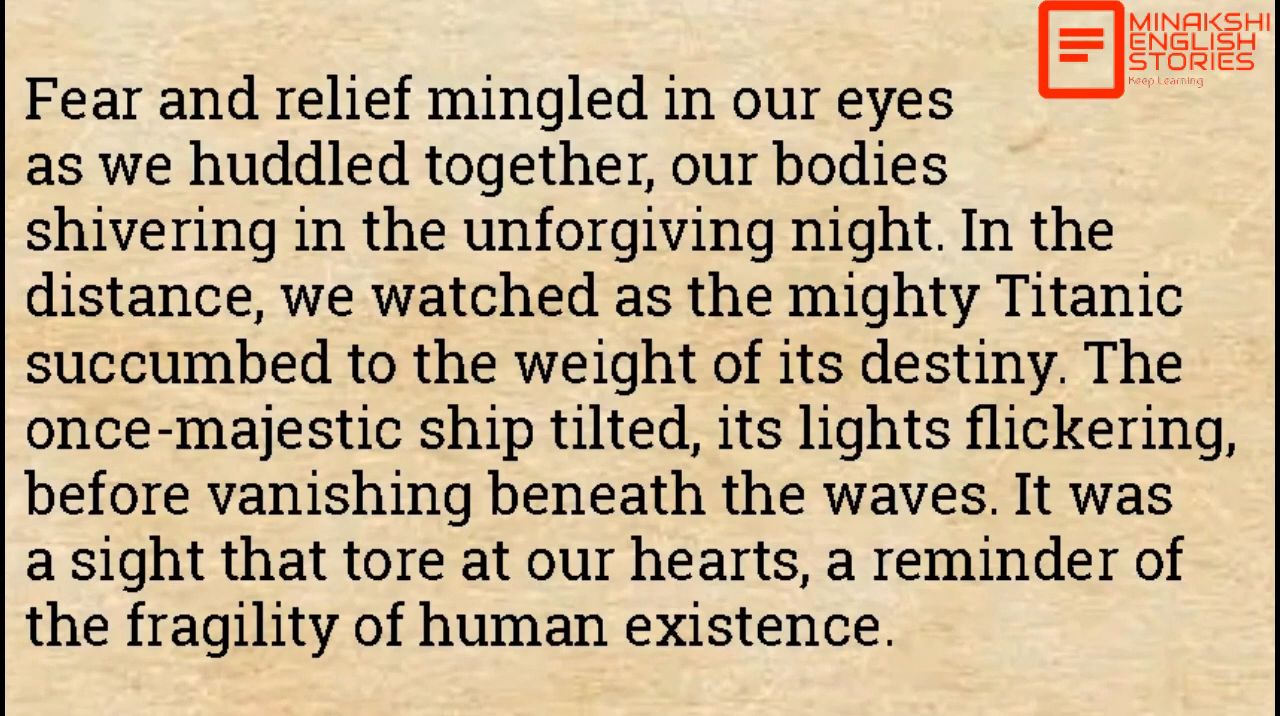 MINAKSHI
ENGLISH
STORIES
Keep Learning
Fear and relief mingled in our eyes
as we huddled together, our bodies
shivering in the unforgiving night. In the
distance, we watched as the mighty Titanic
succumbed to the weight of its destiny. The
once-majestic ship tilted, its lights flickering,
before vanishing beneath the waves. It was
a sight that tore at our hearts, a reminder of
the fragility of human existence.